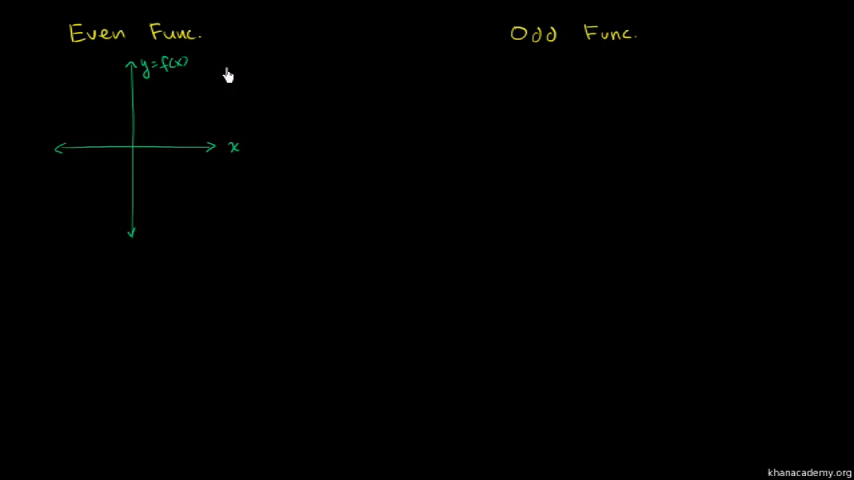 Even Func.
Odd Func.
y=f(x)
x
khanacademy.org